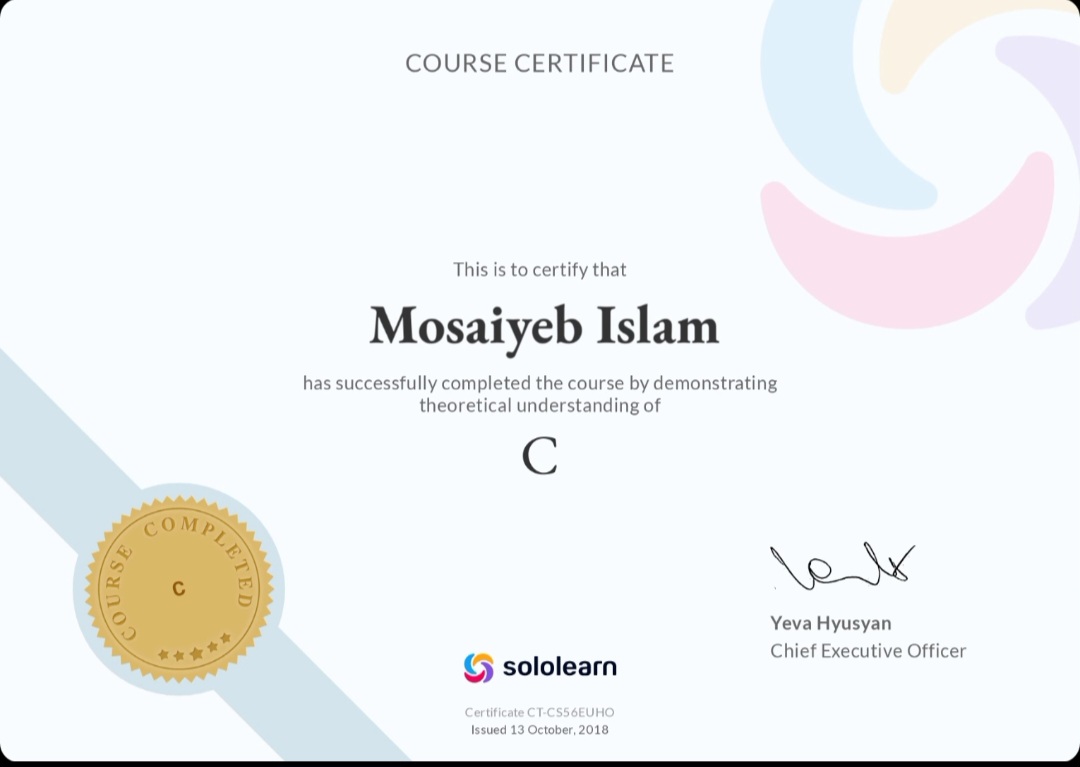 COURSE CERTIFICATE
This is to certify that
Mosaiyeb Islam
has successfully completed the course by demonstrating
theoretical understanding of
C
COURSE COMPLETED
C
Yeva Hyusyan
Chief Executive Officer
sololearn
Certificate CT-CS56EUHO
Issued 13 October, 2018